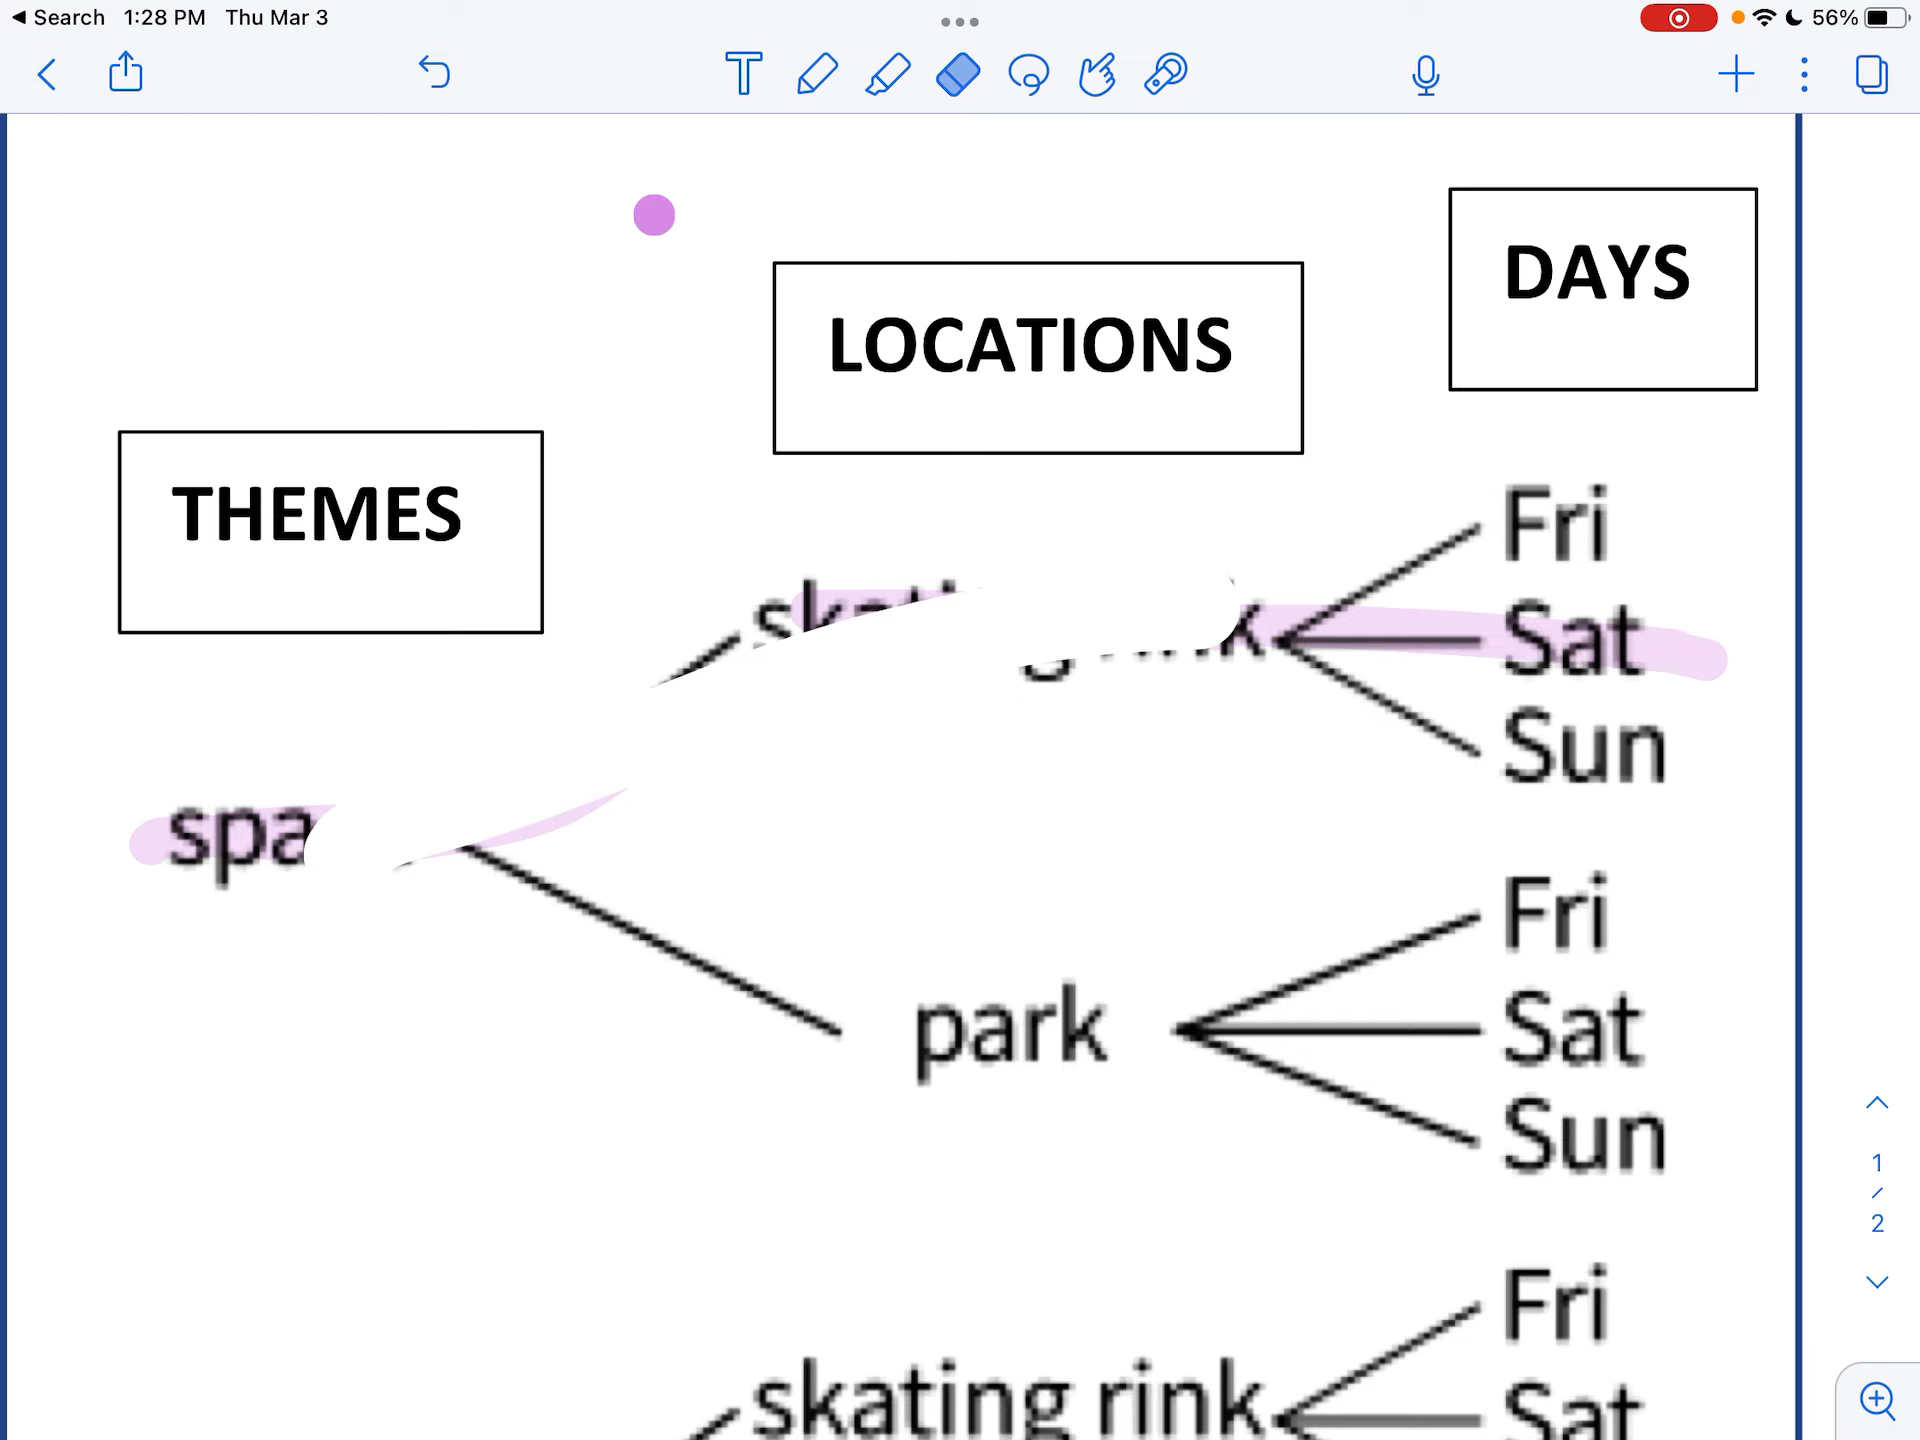 Search 1:28 PM Thu Mar 3
56%
T
DAYS
LOCATIONS
THEMES
Fri
Sat
Sun
spa
Fri
park
Sat
Sun
1
/
2
Fri
skating rink
Sat